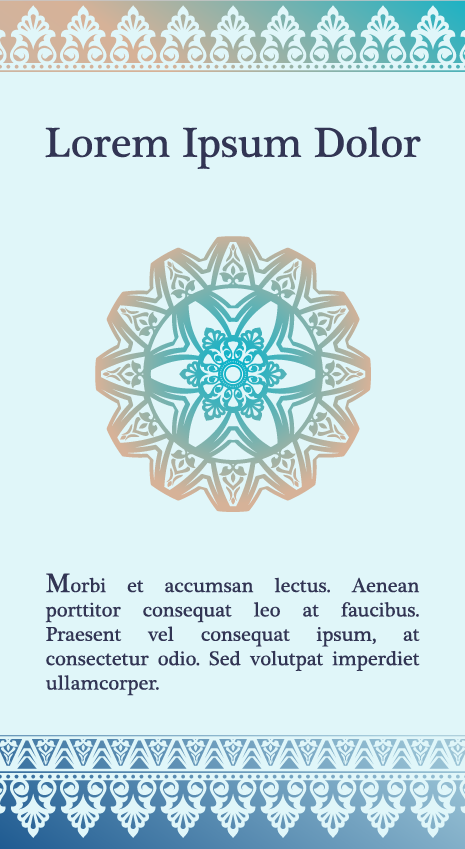 Lorem Ipsum Dolor
Morbi et accumsan lectus. Aenean
porttitor consequat leo at faucibus.
Praesent vel consequat ipsum, at
consectetur odio. Sed volutpat imperdiet
ullamcorper.